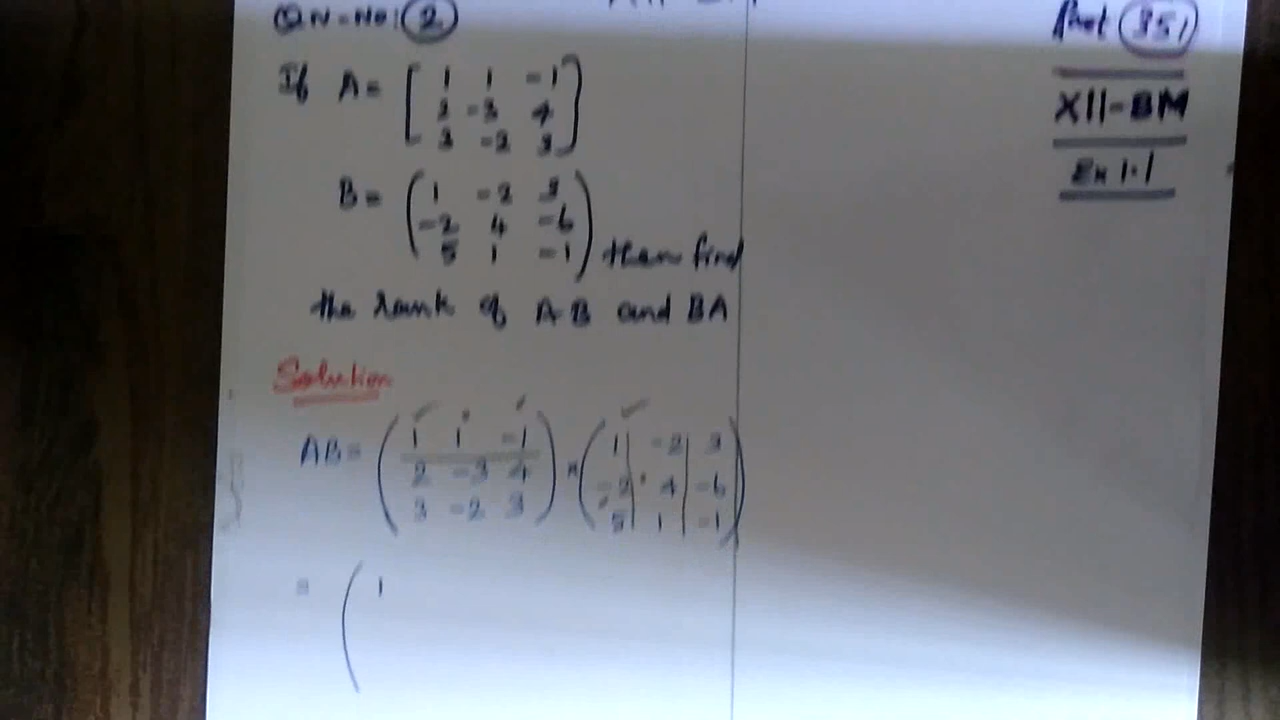 QN-No: 2
Part 351
XII-BM
Ex 1.1
If A = [ 1 1 -1
2 -3 4
3 -2 3 ]
B = ( 1 -2 3
-2 4 -6
5 1 -1 ) then find
the rank of AB and BA
Solution
AB = ( 1 1 -1 ) × ( 1 -2 3 )
2 -3 4 -2 4 -6
3 -2 3 5 1 -1
= ( 1